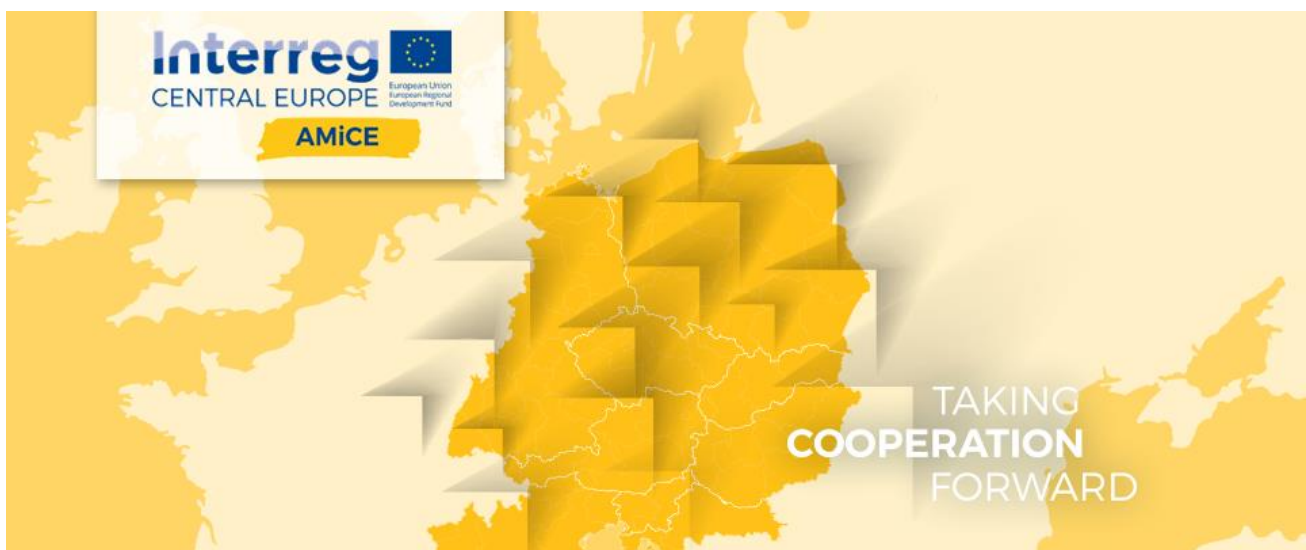 Interreg
CENTRAL EUROPE
European Union
European Regional
Development Fund
AMiCE
TAKING
COOPERATION
FORWARD